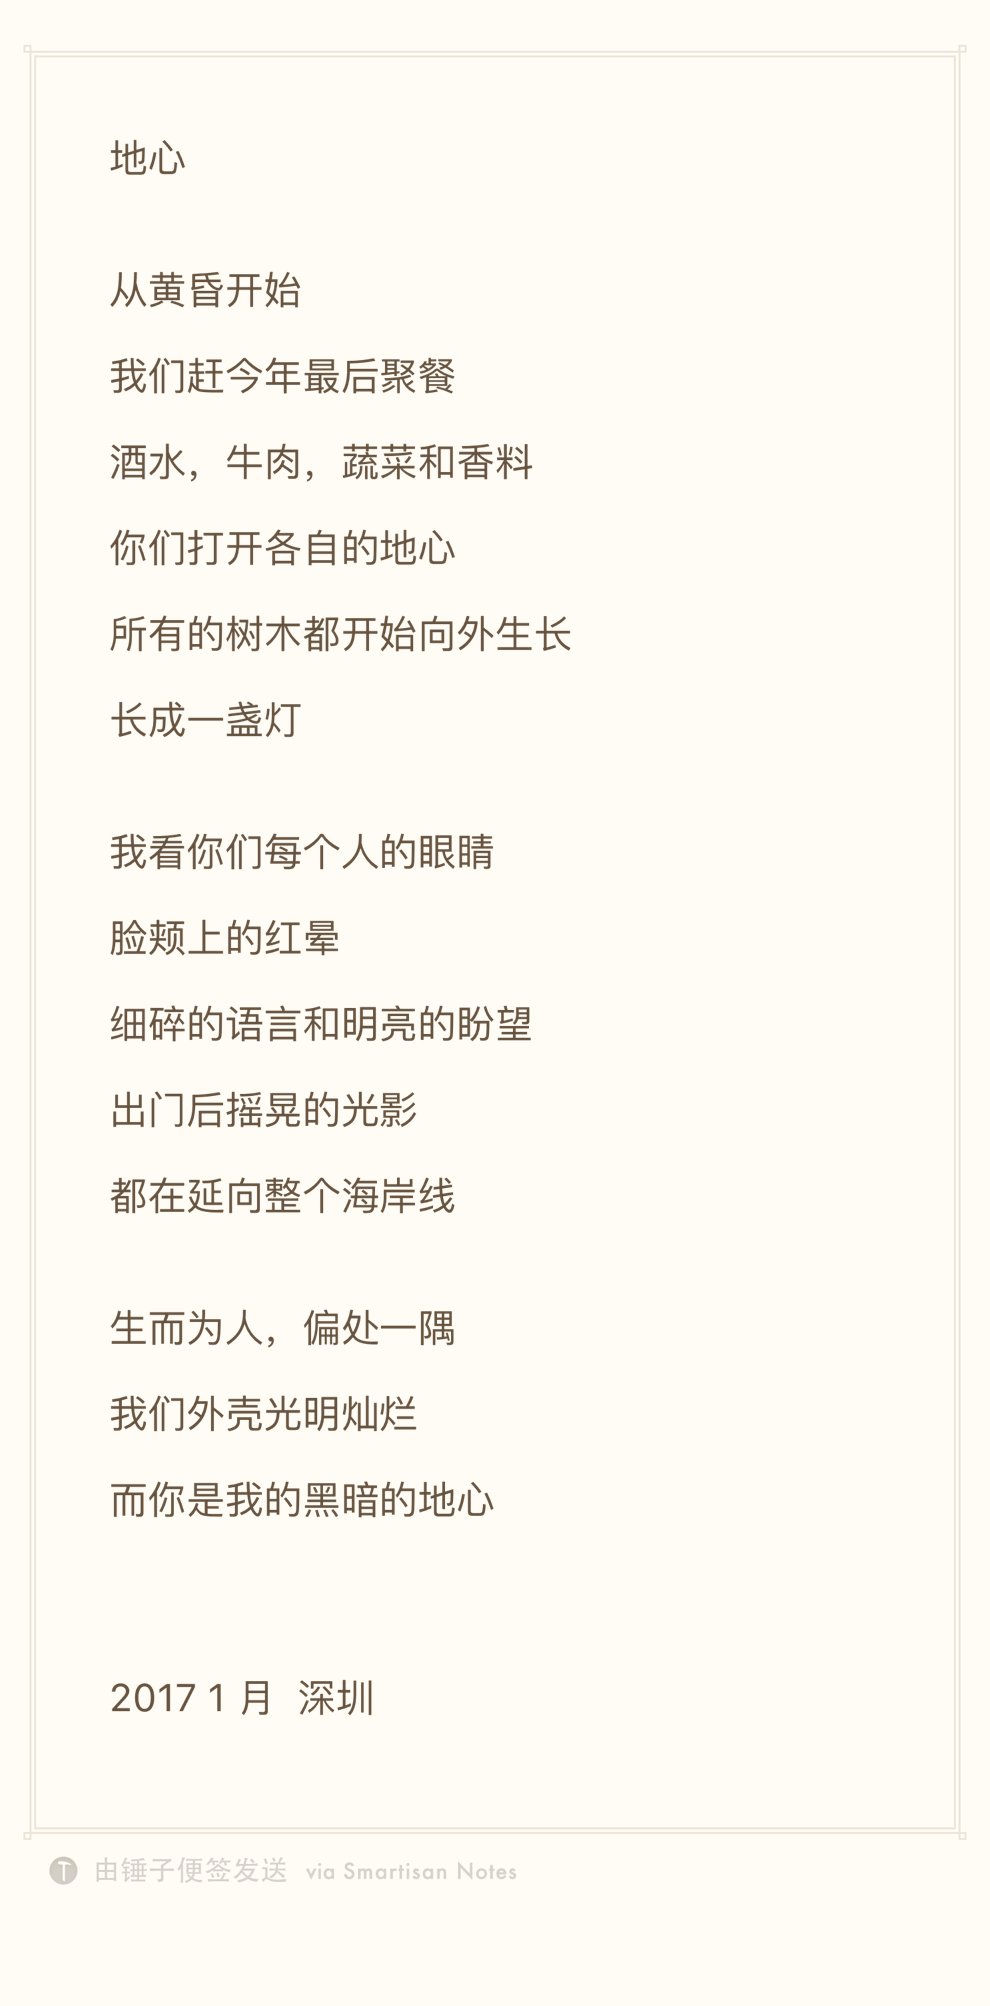 地心
从黄昏开始
我们赶今年最后聚餐
酒水，牛肉，蔬菜和香料
你们打开各自的地心
所有的树木都开始向外生长
长成一盏灯
我看你们每个人的眼睛
脸颊上的红晕
细碎的语言和明亮的盼望
出门后摇晃的光影
都在延向整个海岸线
生而为人，偏处一隅
我们外壳光明灿烂
而你是我的黑暗的地心
2017 1 月 深圳
由锤子便签发送 via Smartisan Notes